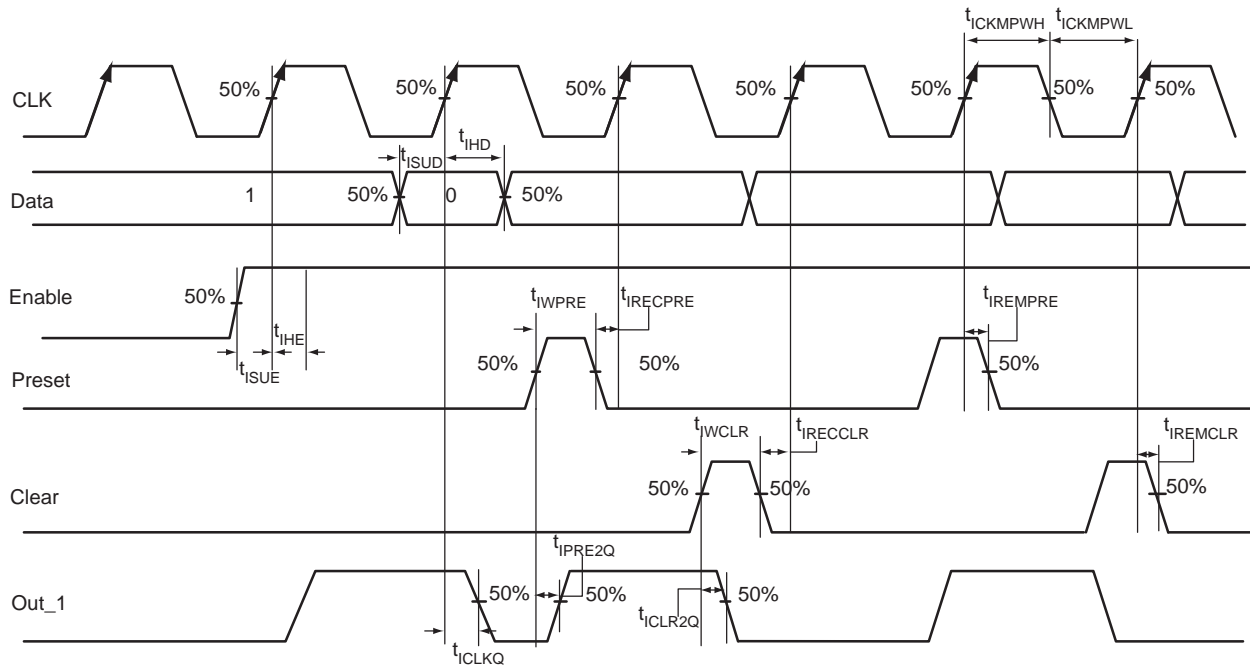 tICKMPWH tICKMPWL
CLK 50% 50% 50% 50% 50% 50% 50%
tISUD tIHD
Data 1 50% 0 50%
Enable 50% tIWPRE tIRECPRE tIREMPRE
tIHE
tISUE
Preset 50% 50% 50%
tIWCLR tIRECCLR tIREMCLR
Clear 50% 50% 50%
tIPRE2Q
Out_1 50% 50% tICLR2Q 50%
tICLKQ